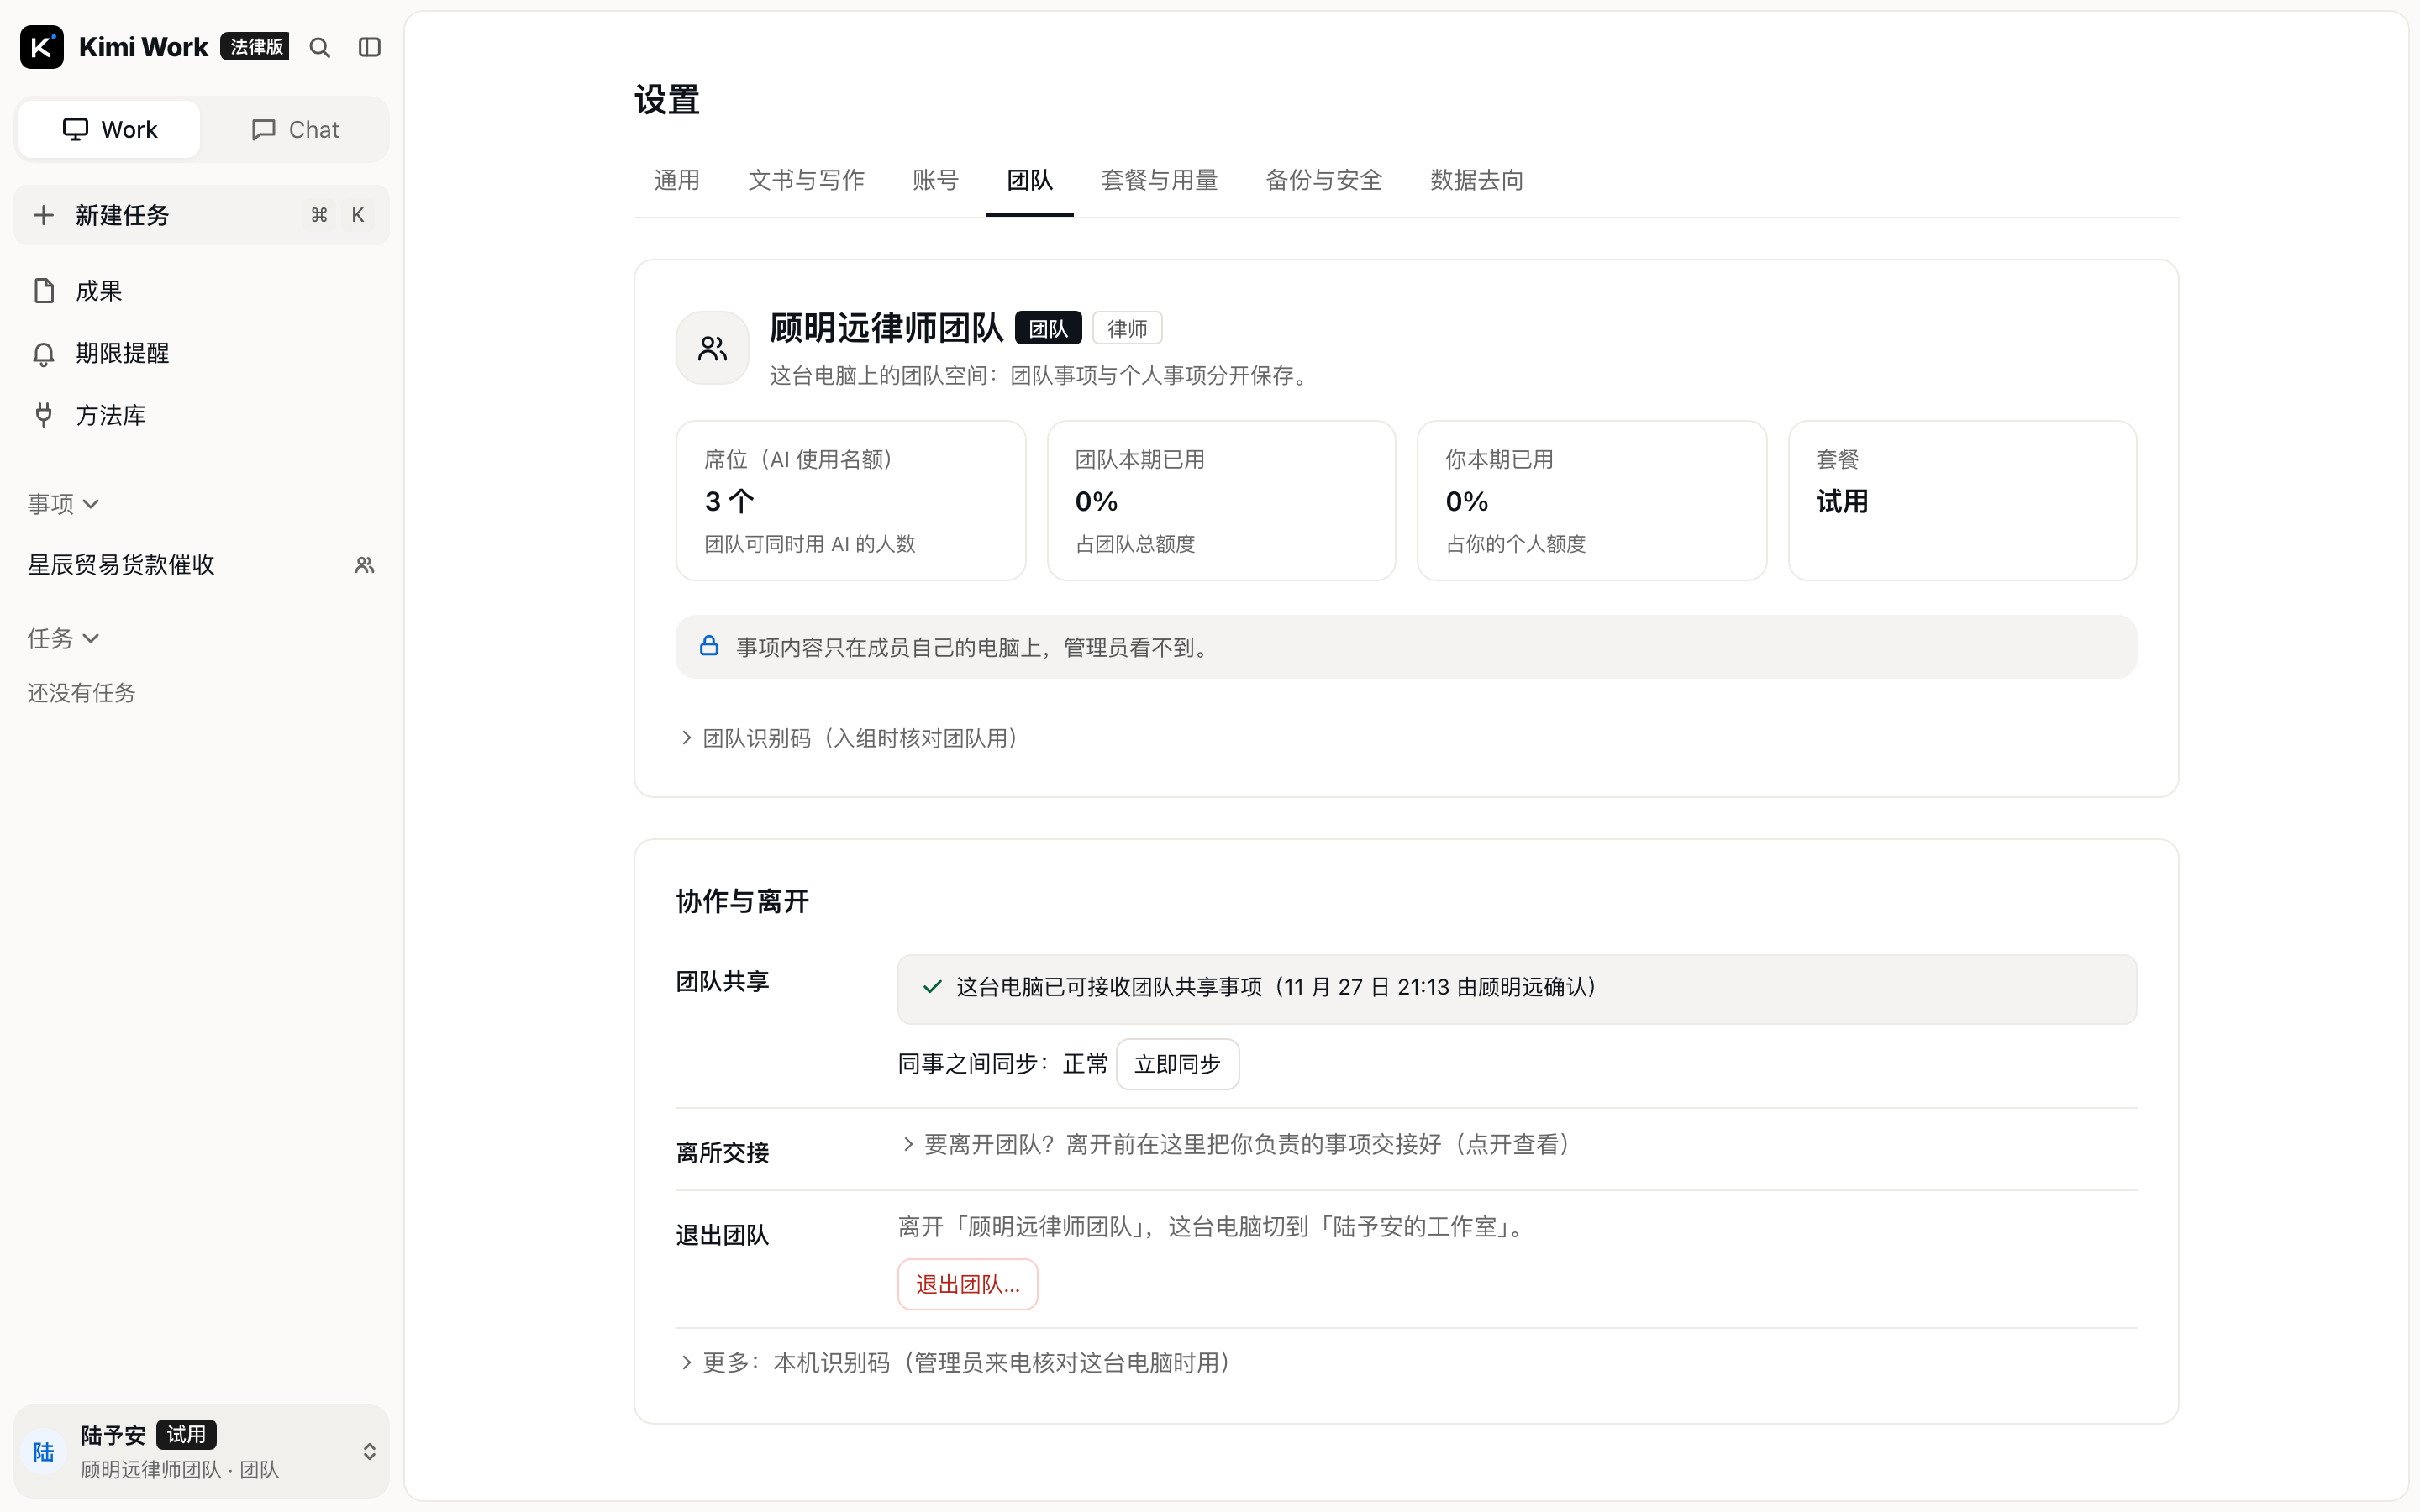 Kimi Work 法律版
Work
Chat
新建任务 ⌘ K
成果
期限提醒
方法库
事项
星辰贸易货款催收
任务
还没有任务
陆
陆予安 试用
顾明远律师团队 · 团队
设置
通用 文书与写作 账号 团队 套餐与用量 备份与安全 数据去向
顾明远律师团队 团队 律师
这台电脑上的团队空间：团队事项与个人事项分开保存。
席位（AI 使用名额）
3 个
团队可同时用 AI 的人数
团队本期已用
0%
占团队总额度
你本期已用
0%
占你的个人额度
套餐
试用
事项内容只在成员自己的电脑上，管理员看不到。
团队识别码（入组时核对团队用）
协作与离开
团队共享
这台电脑已可接收团队共享事项（11 月 27 日 21:13 由顾明远确认）
同事之间同步：正常 立即同步
离所交接
要离开团队？离开前在这里把你负责的事项交接好（点开查看）
退出团队
离开「顾明远律师团队」，这台电脑切到「陆予安的工作室」。
退出团队...
更多：本机识别码（管理员来电核对这台电脑时用）